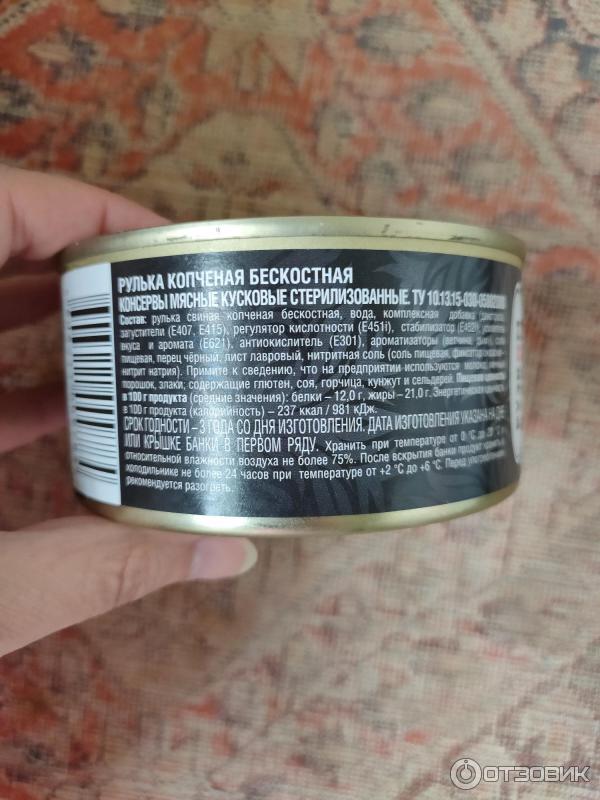 РУЛЬКА КОПЧЕНАЯ БЕСКОСТНАЯ
КОНСЕРВЫ МЯСНЫЕ КУСКОВЫЕ СТЕРИЛИЗОВАННЫЕ. ТУ 10.13.15-030-
Состав: рулька свиная копченая бескостная, вода, комплексная добавка (декстроза,
загустители (Е407, Е415), регулятор кислотности (Е451i), стабилизатор (Е452i), усилитель
вкуса и аромата (Е621), антиокислитель (Е301), ароматизаторы (ветчина, дым)), соль
пищевая, перец чёрный, лист лавровый, нитритная соль (соль пищевая, фиксатор окраски-
нитрит натрия). Примите к сведению, что на предприятии используются молочко,
порошок, злаки, содержащие глютен, соя, горчица, кунжут и сельдерей. Пищевая ценность
в 100 г продукта (средние значения): белки – 12,0 г, жиры – 21,0 г. Энергетическая ценность
в 100 г продукта (калорийность) – 237 ккал / 981 кДж.
СРОК ГОДНОСТИ – 3 ГОДА СО ДНЯ ИЗГОТОВЛЕНИЯ. ДАТА ИЗГОТОВЛЕНИЯ УКАЗАНА НА ДНЕ
ИЛИ КРЫШКЕ БАНКИ В ПЕРВОМ РЯДУ. Хранить при температуре от 0 °С до 20 °С и
относительной влажности воздуха не более 75%. После вскрытия банки продукт хранить в
холодильнике не более 24 часов при температуре от +2 °С до +6 °С. Перед употреблением
рекомендуется разогреть.
ОТЗОВИК